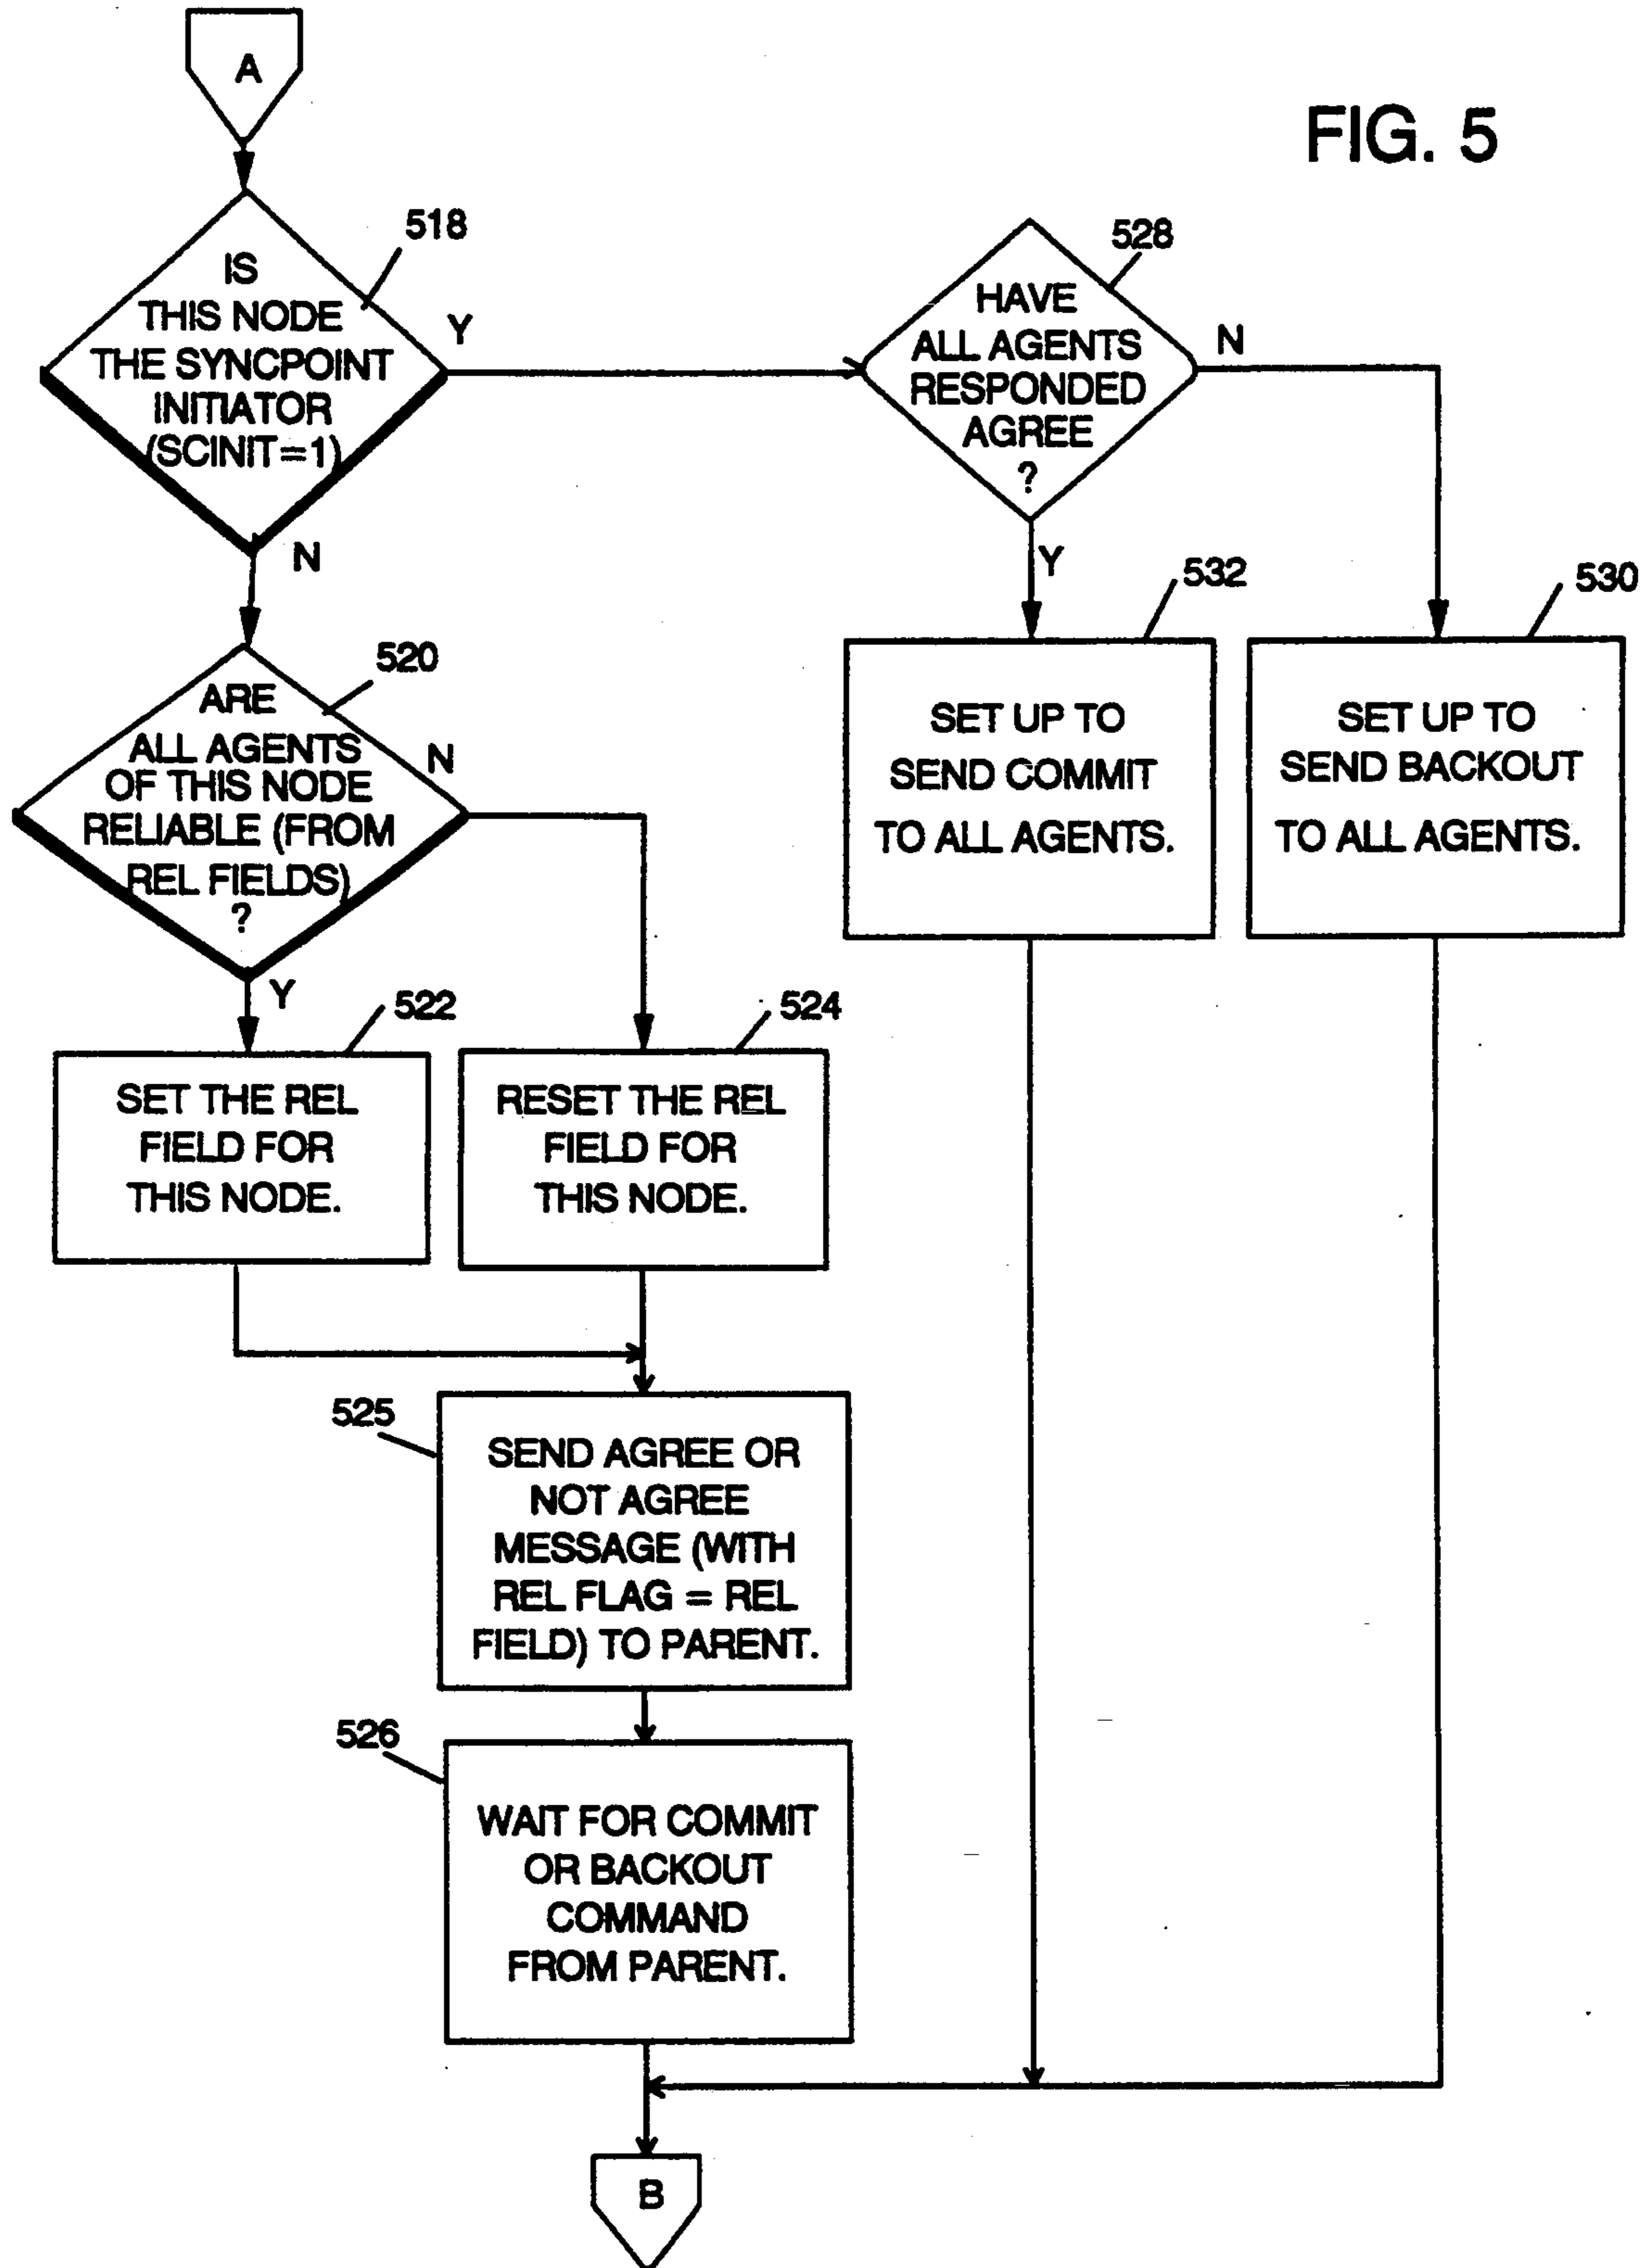 A
FIG. 5
518
IS
THIS NODE
THE SYNCPOINT
INITIATOR
(SCINIT=1)
Y
N
528
HAVE
ALL AGENTS
RESPONDED
AGREE
?
N
Y
532
SET UP TO
SEND COMMIT
TO ALL AGENTS.
530
SET UP TO
SEND BACKOUT
TO ALL AGENTS.
520
ARE
ALL AGENTS
OF THIS NODE
RELIABLE (FROM
REL FIELDS)
?
N
Y
522
SET THE REL
FIELD FOR
THIS NODE.
524
RESET THE REL
FIELD FOR
THIS NODE.
525
SEND AGREE OR
NOT AGREE
MESSAGE (WITH
REL FLAG = REL
FIELD) TO PARENT.
526
WAIT FOR COMMIT
OR BACKOUT
COMMAND
FROM PARENT.
B